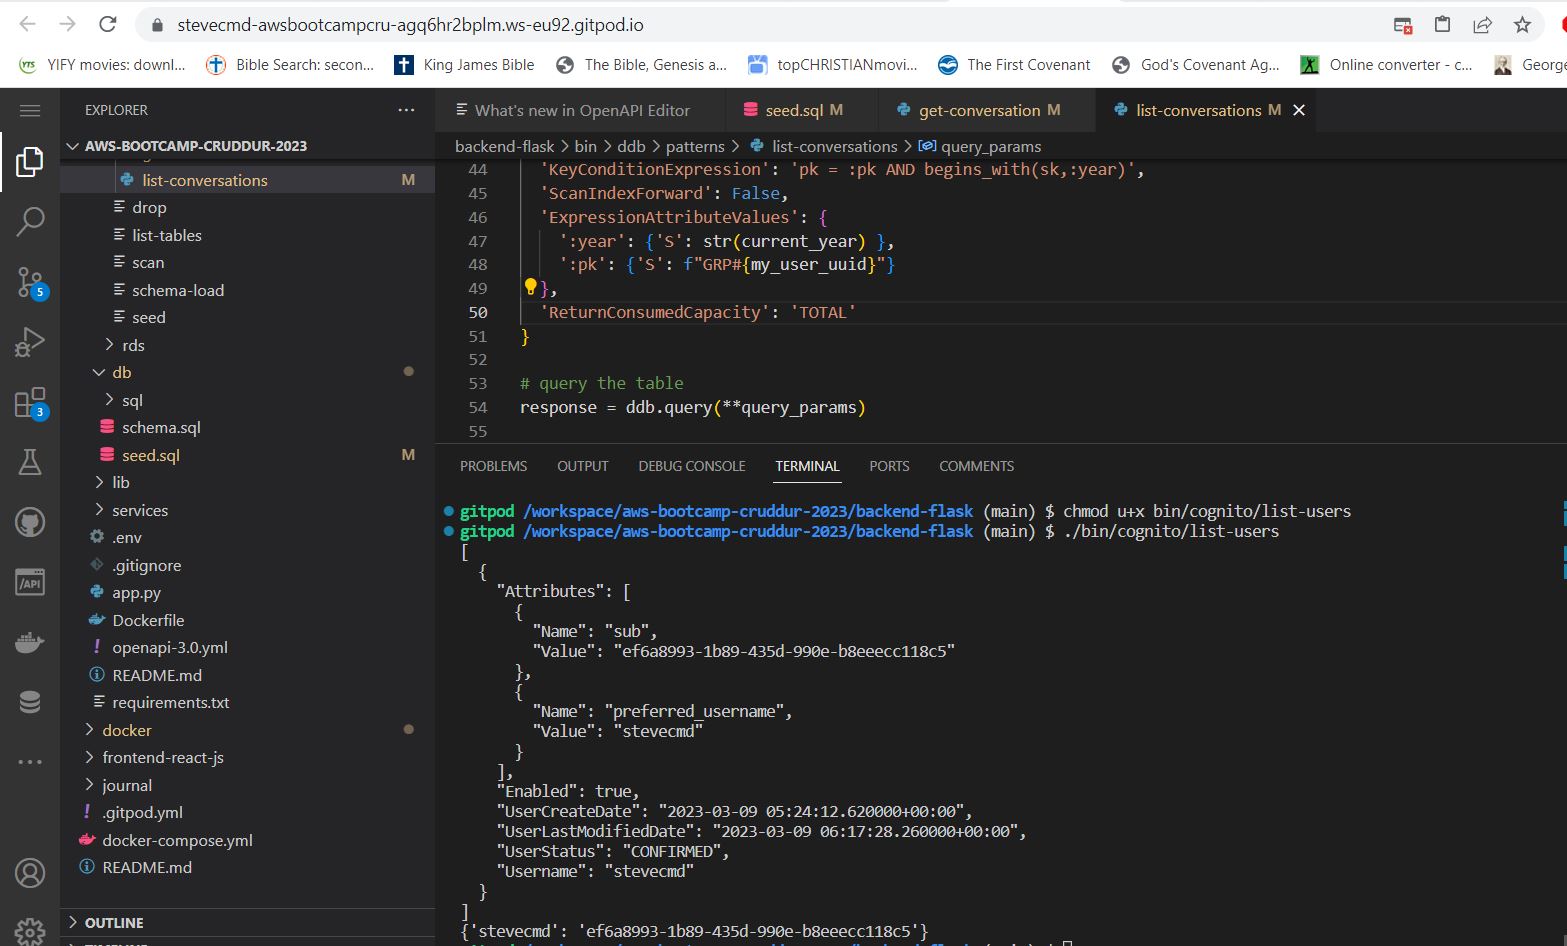 stevecmd-awsbootcampcru-agq6hr2bplm.ws-eu92.gitpod.io
YTS YIFY movies: downl... Bible Search: secon... King James Bible The Bible, Genesis a... topCHRISTIANmovi... The First Covenant God's Covenant Ag... Online converter - c... George
EXPLORER ...
AWS-BOOTCAMP-CRUDDUR-2023
list-conversations M
drop
list-tables
scan
schema-load
seed
rds
db
sql
schema.sql
seed.sql M
lib
services
.env
.gitignore
app.py
Dockerfile
openapi-3.0.yml
README.md
requirements.txt
docker
frontend-react-js
journal
.gitpod.yml
docker-compose.yml
README.md
OUTLINE
5
3
/API
What's new in OpenAPI Editor seed.sql M get-conversation M list-conversations M
backend-flask > bin > ddb > patterns > list-conversations > query_params
44 'KeyConditionExpression': 'pk = :pk AND begins_with(sk,:year)',
45 'ScanIndexForward': False,
46 'ExpressionAttributeValues': {
47 ':year': {'S': str(current_year) },
48 ':pk': {'S': f"GRP#{my_user_uuid}"}
49 },
50 'ReturnConsumedCapacity': 'TOTAL'
51 }
52
53 # query the table
54 response = ddb.query(**query_params)
55
PROBLEMS OUTPUT DEBUG CONSOLE TERMINAL PORTS COMMENTS
gitpod /workspace/aws-bootcamp-cruddur-2023/backend-flask (main) $ chmod u+x bin/cognito/list-users
gitpod /workspace/aws-bootcamp-cruddur-2023/backend-flask (main) $ ./bin/cognito/list-users
[
{
"Attributes": [
{
"Name": "sub",
"Value": "ef6a8993-1b89-435d-990e-b8eeecc118c5"
},
{
"Name": "preferred_username",
"Value": "stevecmd"
}
],
"Enabled": true,
"UserCreateDate": "2023-03-09 05:24:12.620000+00:00",
"UserLastModifiedDate": "2023-03-09 06:17:28.260000+00:00",
"UserStatus": "CONFIRMED",
"Username": "stevecmd"
}
]
{'stevecmd': 'ef6a8993-1b89-435d-990e-b8eeecc118c5'}